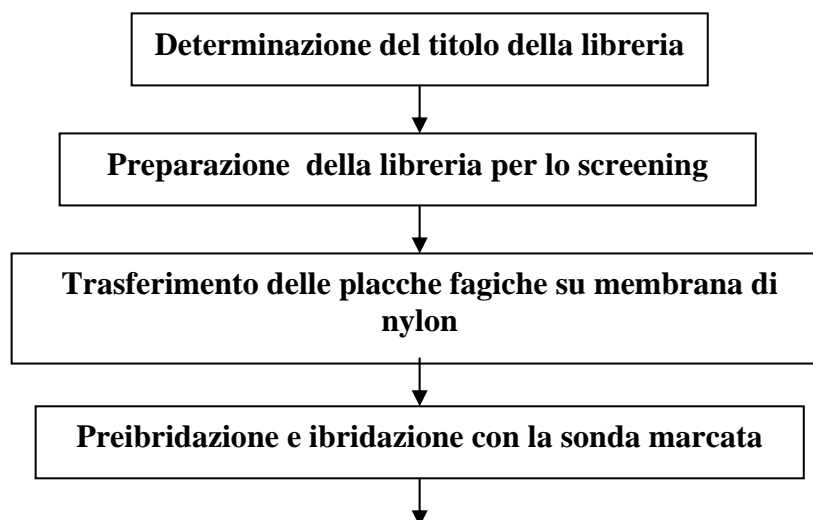 Determinazione del titolo della libreria
Preparazione  della libreria per lo screening
Trasferimento delle placche fagiche su membrana di
nylon
Preibridazione e ibridazione con la sonda marcata